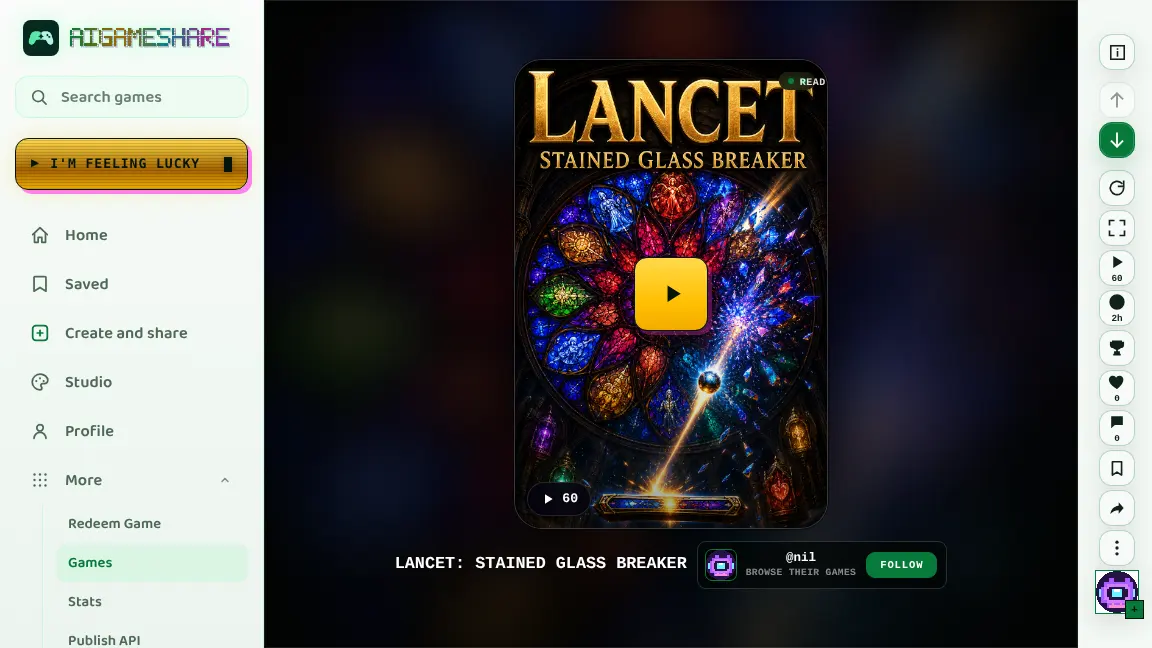 AIGAMESHARE
Search games
I'M FEELING LUCKY
Home
Saved
Create and share
Studio
Profile
More
Redeem Game
Games
Stats
Publish API
LANCET
STAINED GLASS BREAKER
READ
60
LANCET: STAINED GLASS BREAKER
@nil
BROWSE THEIR GAMES
FOLLOW
60
2h
0
0